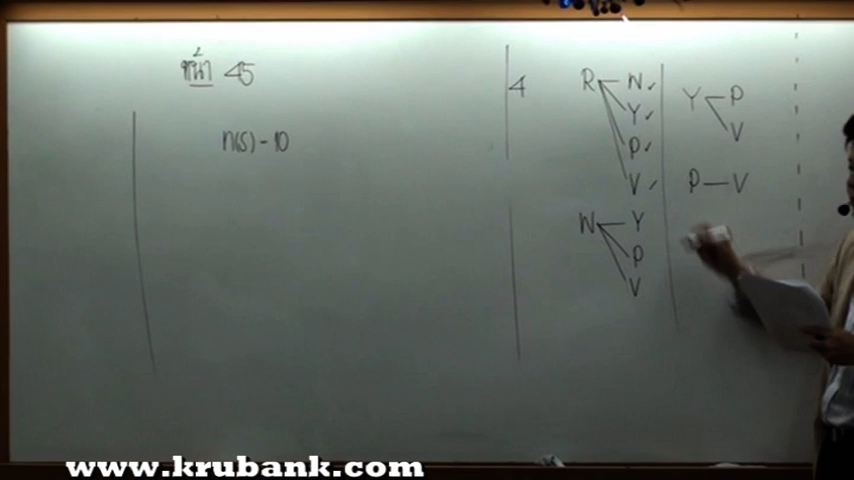 หน้า 45
n(s) - 10
4
R N ✓
Y ✓
P ✓
V ✓
N Y
P
V
Y P
V
P V
www.krubank.com